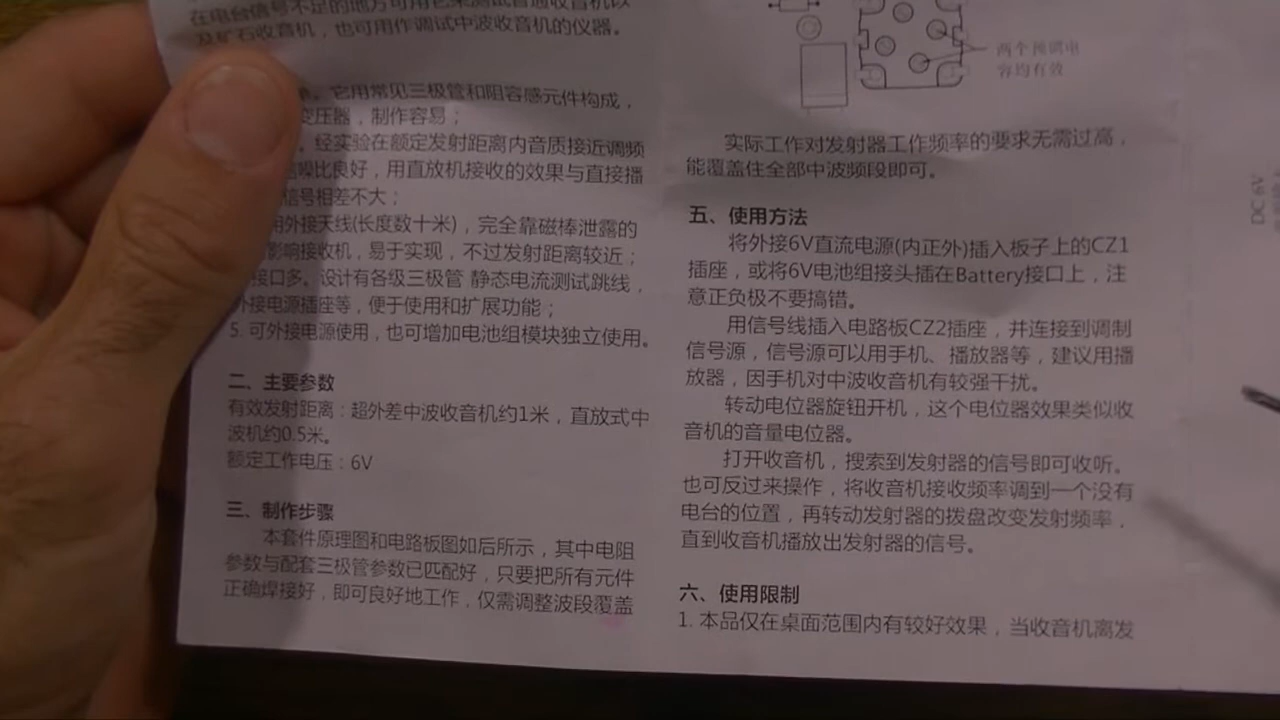 在电台信号不足的地方可用它来测试普通收音机以
及矿石收音机，也可用作调试中波收音机的仪器。
它用常见三极管和阻容感元件构成，
变压器，制作容易；
经实验在额定发射距离内音质接近调频
噪比良好，用直放机接收的效果与直接播
信号相差不大；
用外接天线(长度数十米)，完全靠磁棒泄露的
影响接收机，易于实现，不过发射距离较近；
接口多。设计有各级三极管 静态电流测试跳线，
外接电源插座等，便于使用和扩展功能；
5. 可外接电源使用，也可增加电池组模块独立使用。
二、主要参数
有效发射距离：超外差中波收音机约1米，直放式中
波机约0.5米。
额定工作电压：6V
三、制作步骤
本套件原理图和电路板图如后所示，其中电阻
参数与配套三极管参数已匹配好，只要把所有元件
正确焊接好，即可良好地工作，仅需调整波段覆盖
两个预调电
容均有效
实际工作对发射器工作频率的要求无需过高，
能覆盖住全部中波频段即可。
五、使用方法
将外接6V直流电源(内正外)插入板子上的CZ1
插座，或将6V电池组接头插在Battery接口上，注
意正负极不要搞错。
用信号线插入电路板CZ2插座，并连接到调制
信号源，信号源可以用手机、播放器等，建议用播
放器，因手机对中波收音机有较强干扰。
转动电位器旋钮开机，这个电位器效果类似收
音机的音量电位器。
打开收音机，搜索到发射器的信号即可收听。
也可反过来操作，将收音机接收频率调到一个没有
电台的位置，再转动发射器的拨盘改变发射频率，
直到收音机播放出发射器的信号。
六、使用限制
1. 本品仅在桌面范围内有较好效果，当收音机离发
DC 6V